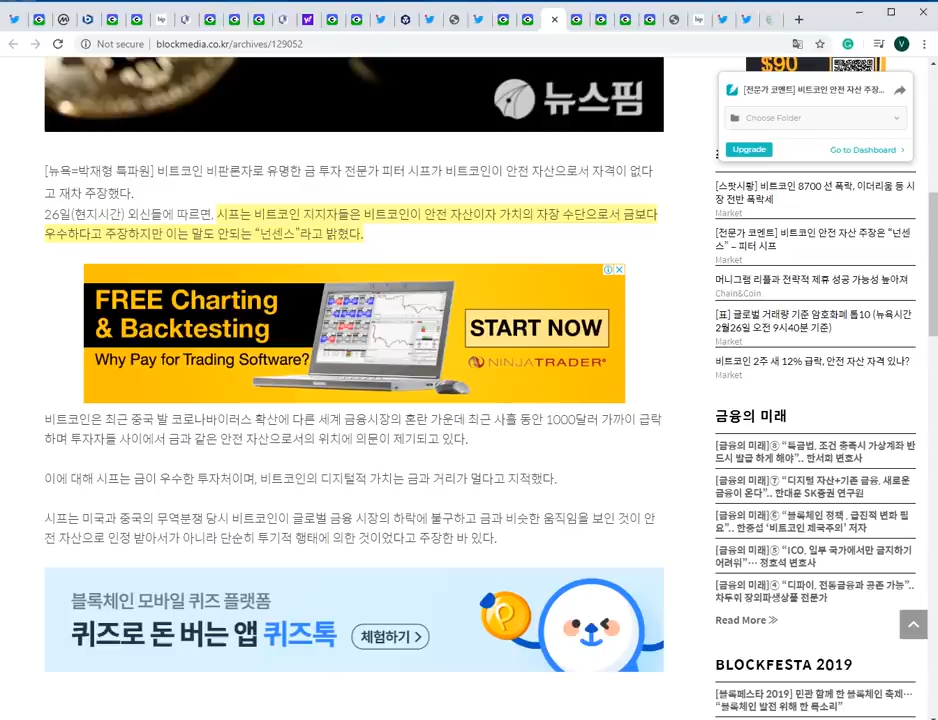 Not secure
blockmedia.co.kr/archives/129052
뉴스핌
$90
[전문가 코멘트] 비트코인 안전 자산 주장...
Choose Folder
Upgrade
Go to Dashboard
[뉴욕=박재형 특파원] 비트코인 비판론자로 유명한 금 투자 전문가 피터 시프가 비트코인이 안전 자산으로서 자격이 없다
고 재차 주장했다.
26일(현지시간) 외신들에 따르면, 시프는 비트코인 지지자들은 비트코인이 안전 자산이자 가치의 자장 수단으로서 금보다
우수하다고 주장하지만 이는 말도 안되는 “넌센스”라고 밝혔다.
FREE Charting
& Backtesting
Why Pay for Trading Software?
START NOW
NINJATRADER®
비트코인은 최근 중국 발 코로나바이러스 확산에 다른 세계 금융시장의 혼란 가운데 최근 사흘 동안 1000달러 가까이 급락
하며 투자자들 사이에서 금과 같은 안전 자산으로서의 위치에 의문이 제기되고 있다.
이에 대해 시프는 금이 우수한 투자처이며, 비트코인의 디지털적 가치는 금과 거리가 멀다고 지적했다.
시프는 미국과 중국의 무역분쟁 당시 비트코인이 글로벌 금융 시장의 하락에 불구하고 금과 비슷한 움직임을 보인 것이 안
전 자산으로 인정 받아서가 아니라 단순히 투기적 행태에 의한 것이었다고 주장한 바 있다.
블록체인 모바일 퀴즈 플랫폼
퀴즈로 돈 버는 앱 퀴즈톡
체험하기 >
[스팟시황] 비트코인 8700 선 폭락, 이더리움 등 시
장 전반 폭락세
Market
[전문가 코멘트] 비트코인 안전 자산 주장은 “넌센
스” – 피터 시프
Market
머니그램 리플과 전략적 제휴 성공 가능성 높아져
Chain&Coin
[표] 글로벌 거래량 기준 암호화폐 톱10 (뉴욕시간
2월26일 오전 9시40분 기준)
Market
비트코인 2주 새 12% 급락, 안전 자산 자격 있나?
Market
금융의 미래
[금융의 미래]⑧ “특금법, 조건 충족시 가상계좌 반
드시 발급 하게 해야”.. 한서희 변호사
[금융의 미래]⑦ “디지털 자산+기존 금융, 새로운
금융이 온다”.. 한대훈 SK증권 연구원
[금융의 미래]⑥ “블록체인 정책 , 급진적 변화 필
요”.. 한중섭 ‘비트코인 제국주의’ 저자
[금융의 미래]⑤ “ICO, 일부 국가에서만 금지하기
어려워”… 정호석 변호사
[금융의 미래]④ “디파이, 전통금융과 공존 가능”..
차두휘 장외파생상품 전문가
Read More ≫
BLOCKFESTA 2019
[블록페스타 2019] 민관 함께 한 블록체인 축제…
“블록체인 발전 위해 한 목소리”